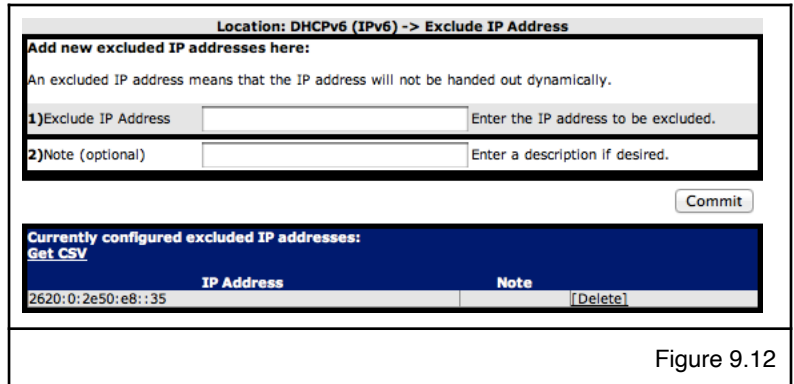 Location: DHCPv6 (IPv6) -> Exclude IP Address
Add new excluded IP addresses here:
An excluded IP address means that the IP address will not be handed out dynamically.
1)Exclude IP Address Enter the IP address to be excluded.
2)Note (optional) Enter a description if desired.
Commit
Currently configured excluded IP addresses:
Get CSV
IP Address Note
2620:0:2e50:e8::35 [Delete]
Figure 9.12